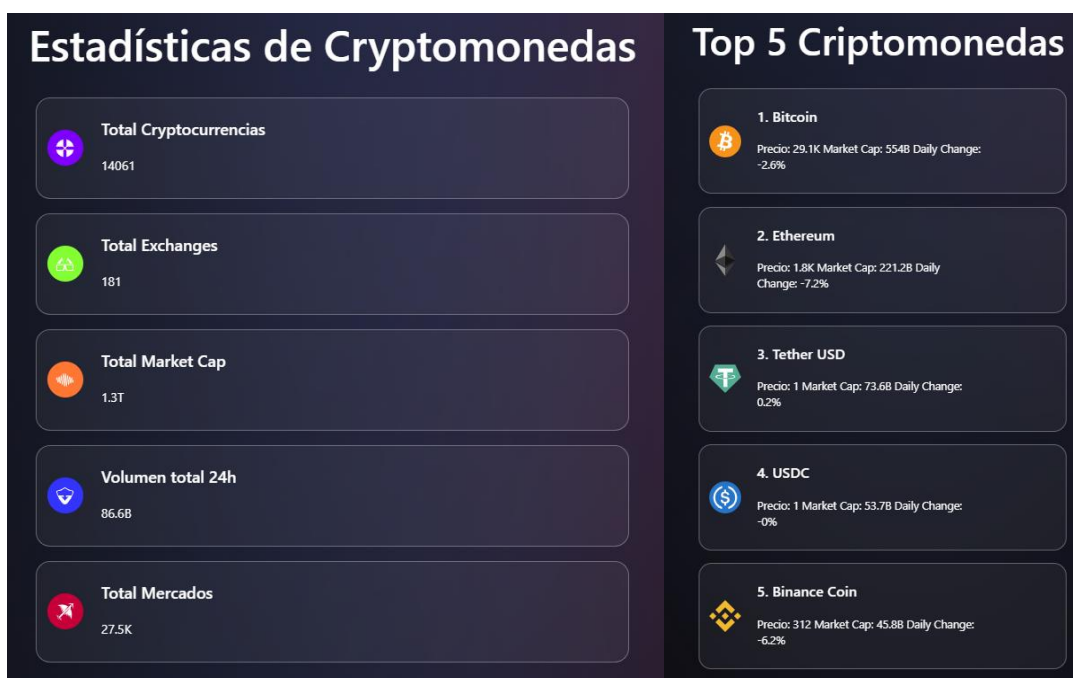 Estadísticas de Cryptomonedas
Total Cryptocurrencias
14061
Total Exchanges
181
Total Market Cap
1.3T
Volumen total 24h
86.6B
Total Mercados
27.5K
Top 5 Criptomonedas
1. Bitcoin
Precio: 29.1K Market Cap: 554B Daily Change:
-2.6%
2. Ethereum
Precio: 1.8K Market Cap: 221.2B Daily
Change: -7.2%
3. Tether USD
Precio: 1 Market Cap: 73.6B Daily Change:
0.2%
4. USDC
Precio: 1 Market Cap: 53.7B Daily Change:
-0%
5. Binance Coin
Precio: 312 Market Cap: 45.8B Daily Change:
-6.2%